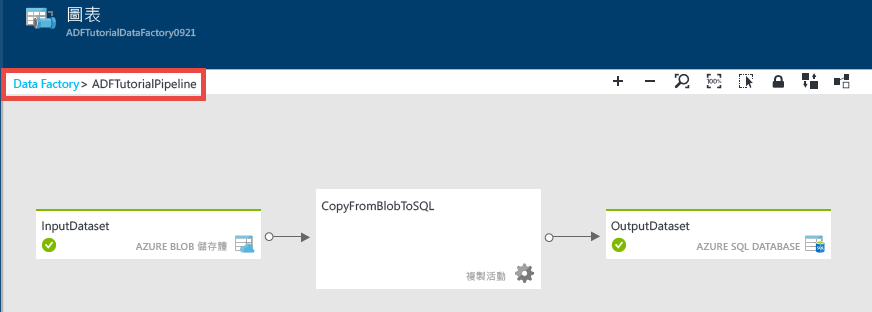 圖表
ADFTutorialDataFactory0921
Data Factory > ADFTutorialPipeline
100%
InputDataset
AZURE BLOB 儲存體
CopyFromBlobToSQL
複製活動
OutputDataset
AZURE SQL DATABASE